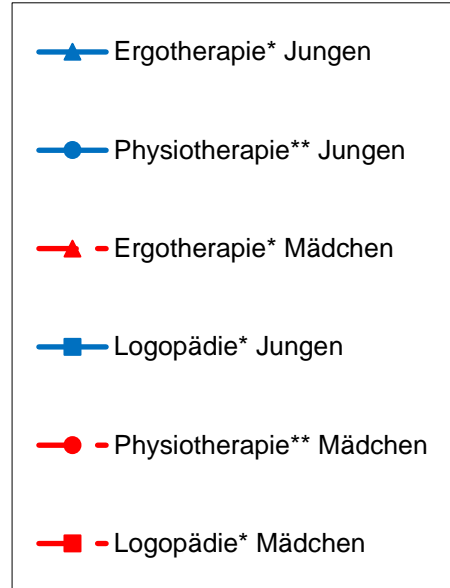 Ergotherapie* Jungen
Physiotherapie** Jungen
Ergotherapie* Mädchen
Logopädie* Jungen
Physiotherapie** Mädchen
Logopädie* Mädchen